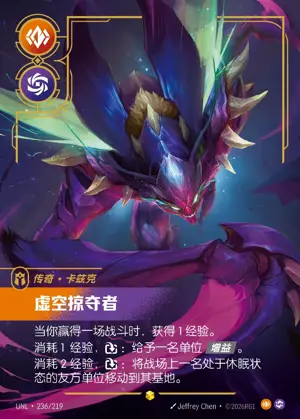 传奇·卡兹克
虚空掠夺者
当你赢得一场战斗时，获得1经验。
消耗1经验，：给予一名单位 增益 。
消耗2经验，：将战场上一名处于休眠状
态的友方单位移动到其基地。
UNL · 236/219
Jeffrey Chen · ©2026RGI